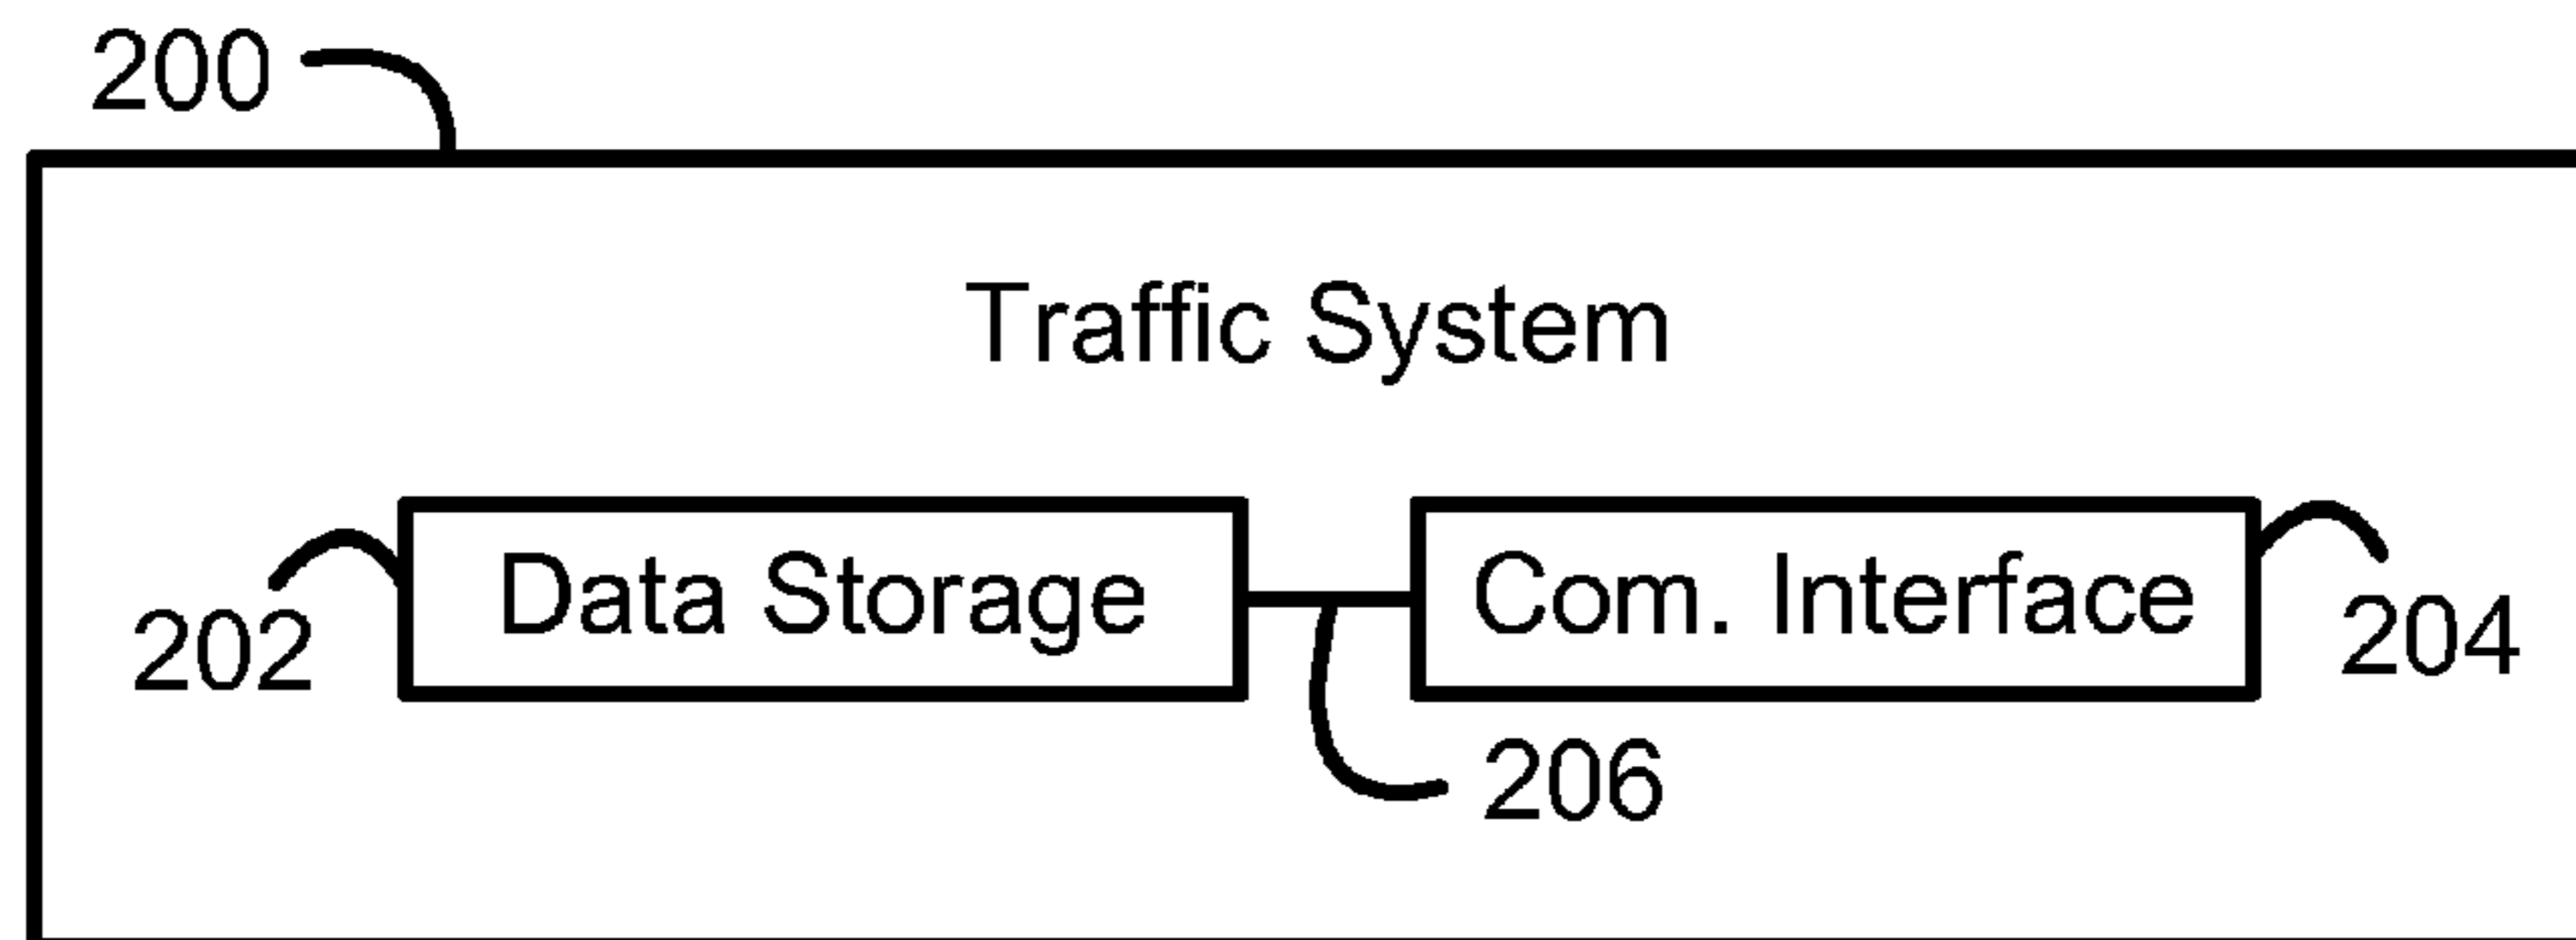 200
Traffic System
Data Storage
Com. Interface
202
204
206